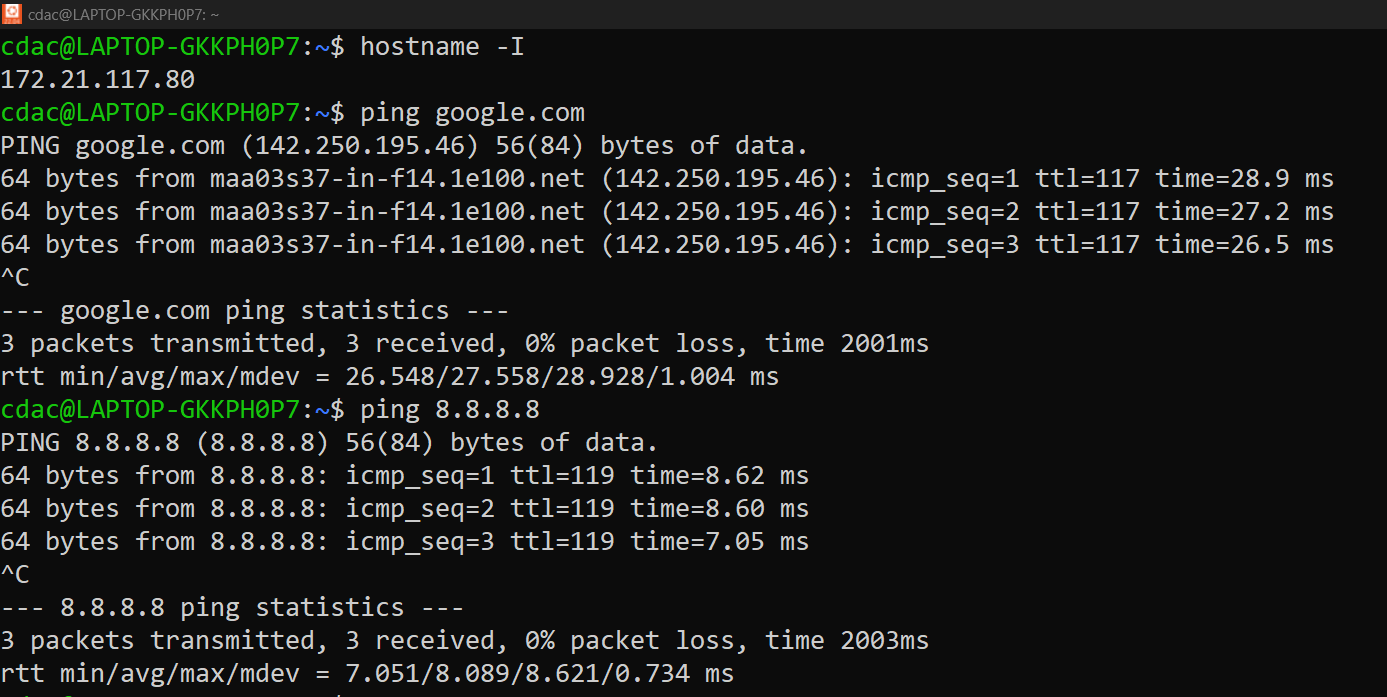 cdac@LAPTOP-GKKPH0P7: ~
cdac@LAPTOP-GKKPH0P7:~$ hostname -I
172.21.117.80
cdac@LAPTOP-GKKPH0P7:~$ ping google.com
PING google.com (142.250.195.46) 56(84) bytes of data.
64 bytes from maa03s37-in-f14.1e100.net (142.250.195.46): icmp_seq=1 ttl=117 time=28.9 ms
64 bytes from maa03s37-in-f14.1e100.net (142.250.195.46): icmp_seq=2 ttl=117 time=27.2 ms
64 bytes from maa03s37-in-f14.1e100.net (142.250.195.46): icmp_seq=3 ttl=117 time=26.5 ms
^C
--- google.com ping statistics ---
3 packets transmitted, 3 received, 0% packet loss, time 2001ms
rtt min/avg/max/mdev = 26.548/27.558/28.928/1.004 ms
cdac@LAPTOP-GKKPH0P7:~$ ping 8.8.8.8
PING 8.8.8.8 (8.8.8.8) 56(84) bytes of data.
64 bytes from 8.8.8.8: icmp_seq=1 ttl=119 time=8.62 ms
64 bytes from 8.8.8.8: icmp_seq=2 ttl=119 time=8.60 ms
64 bytes from 8.8.8.8: icmp_seq=3 ttl=119 time=7.05 ms
^C
--- 8.8.8.8 ping statistics ---
3 packets transmitted, 3 received, 0% packet loss, time 2003ms
rtt min/avg/max/mdev = 7.051/8.089/8.621/0.734 ms